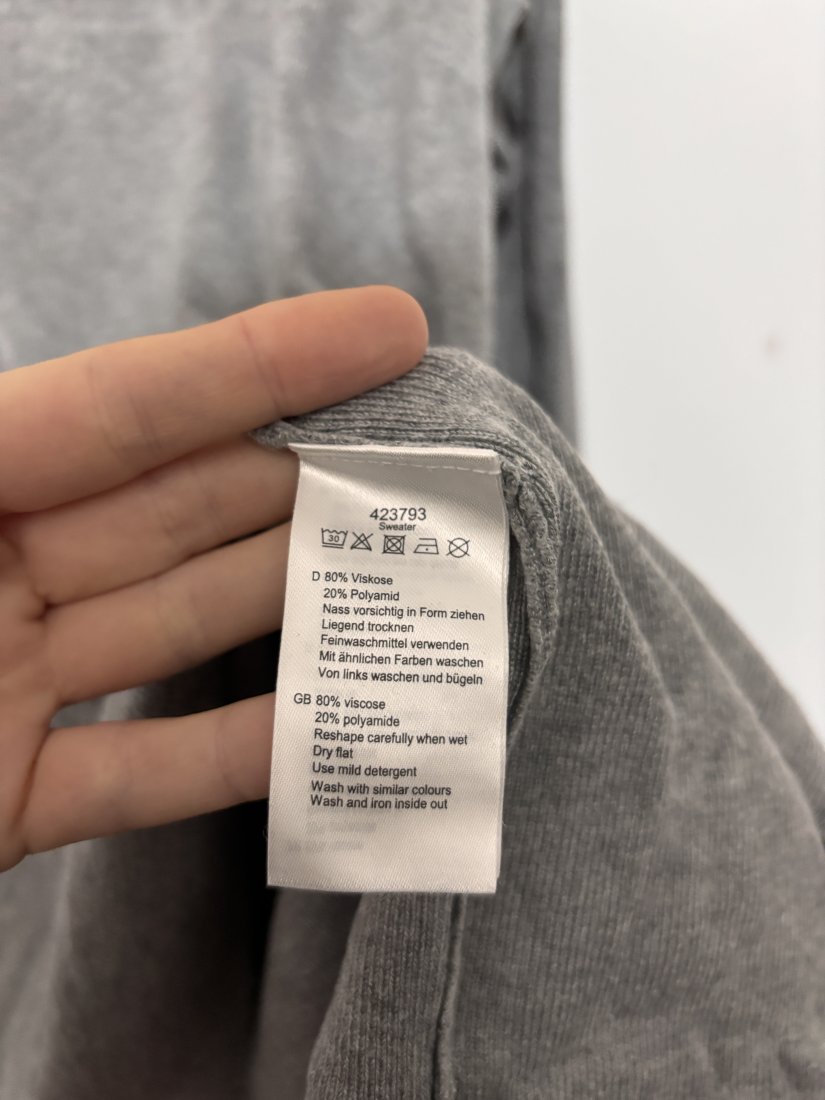 423793
Sweater
30
D 80% Viskose
20% Polyamid
Nass vorsichtig in Form ziehen
Liegend trocknen
Feinwaschmittel verwenden
Mit ähnlichen Farben waschen
Von links waschen und bügeln
GB 80% viscose
20% polyamide
Reshape carefully when wet
Dry flat
Use mild detergent
Wash with similar colours
Wash and iron inside out